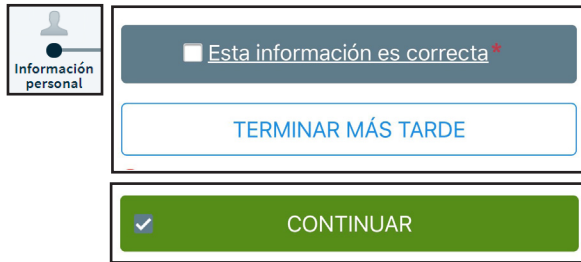 Información
personal
Esta información es correcta*
TERMINAR MÁS TARDE
CONTINUAR